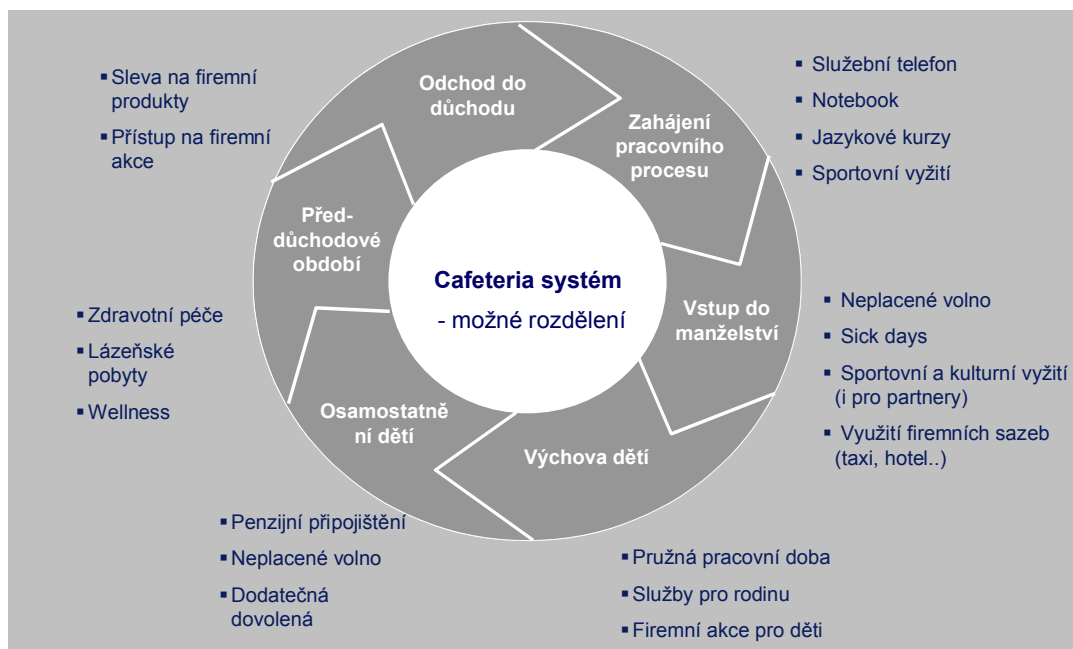 Odchod do
důchodu
▪ Sleva na firemní
produkty
▪ Přístup na firemní
akce
Zahájení
pracovního
procesu
▪ Služební telefon
▪ Notebook
▪ Jazykové kurzy
▪ Sportovní vyžití
Před-
důchodové
období
Cafeteria systém
- možné rozdělení
Vstup do
manželství
▪ Neplacené volno
▪ Sick days
▪ Sportovní a kulturní vyžití
(i pro partnery)
▪ Využití firemních sazeb
(taxi, hotel..)
▪ Zdravotní péče
▪ Lázeňské
pobyty
▪ Wellness
Osamostatně
ní dětí
Výchova dětí
▪ Penzijní připojištění
▪ Neplacené volno
▪ Dodatečná
dovolená
▪ Pružná pracovní doba
▪ Služby pro rodinu
▪ Firemní akce pro děti